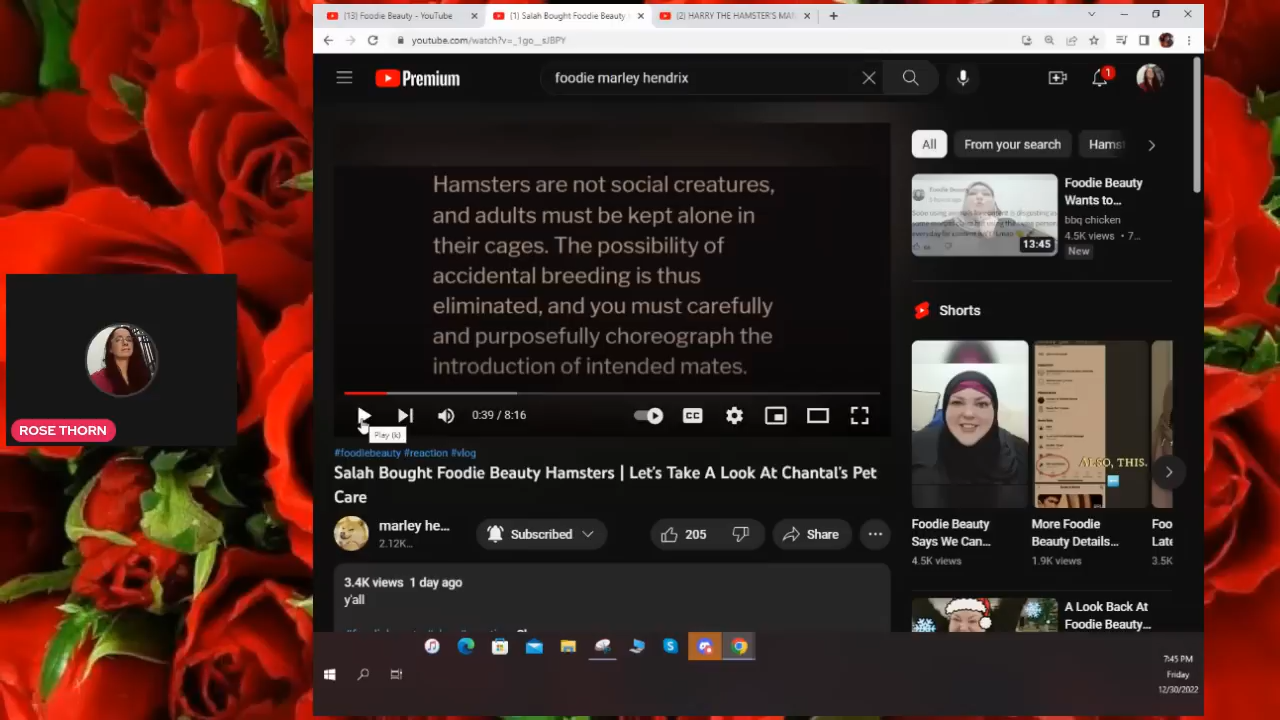 (13) Foodie Beauty - YouTube
(1) Salah Bought Foodie Beauty
(2) HARRY THE HAMSTER'S MA
youtube.com/watch?v=_1go__sJBPY
Premium
foodie marley hendrix
1
Hamsters are not social creatures,
and adults must be kept alone in
their cages. The possibility of
accidental breeding is thus
eliminated, and you must carefully
and purposefully choreograph the
introduction of intended mates.
0:39 / 8:16
CC
Play (k)
#foodiebeauty #reaction #vlog
Salah Bought Foodie Beauty Hamsters | Let's Take A Look At Chantal's Pet
Care
marley he...
2.12K...
Subscribed
205
Share
3.4K views 1 day ago
y'all
All
From your search
Hams
13:45
Foodie Beauty
Wants to...
bbq chicken
4.5K views • 7...
New
Shorts
ALSO, THIS.
Foodie Beauty
Says We Can...
4.5K views
More Foodie
Beauty Details...
1.9K views
Foo
Late
3.5K
A Look Back At
Foodie Beauty...
ROSE THORN
7:45 PM
Friday
12/30/2022